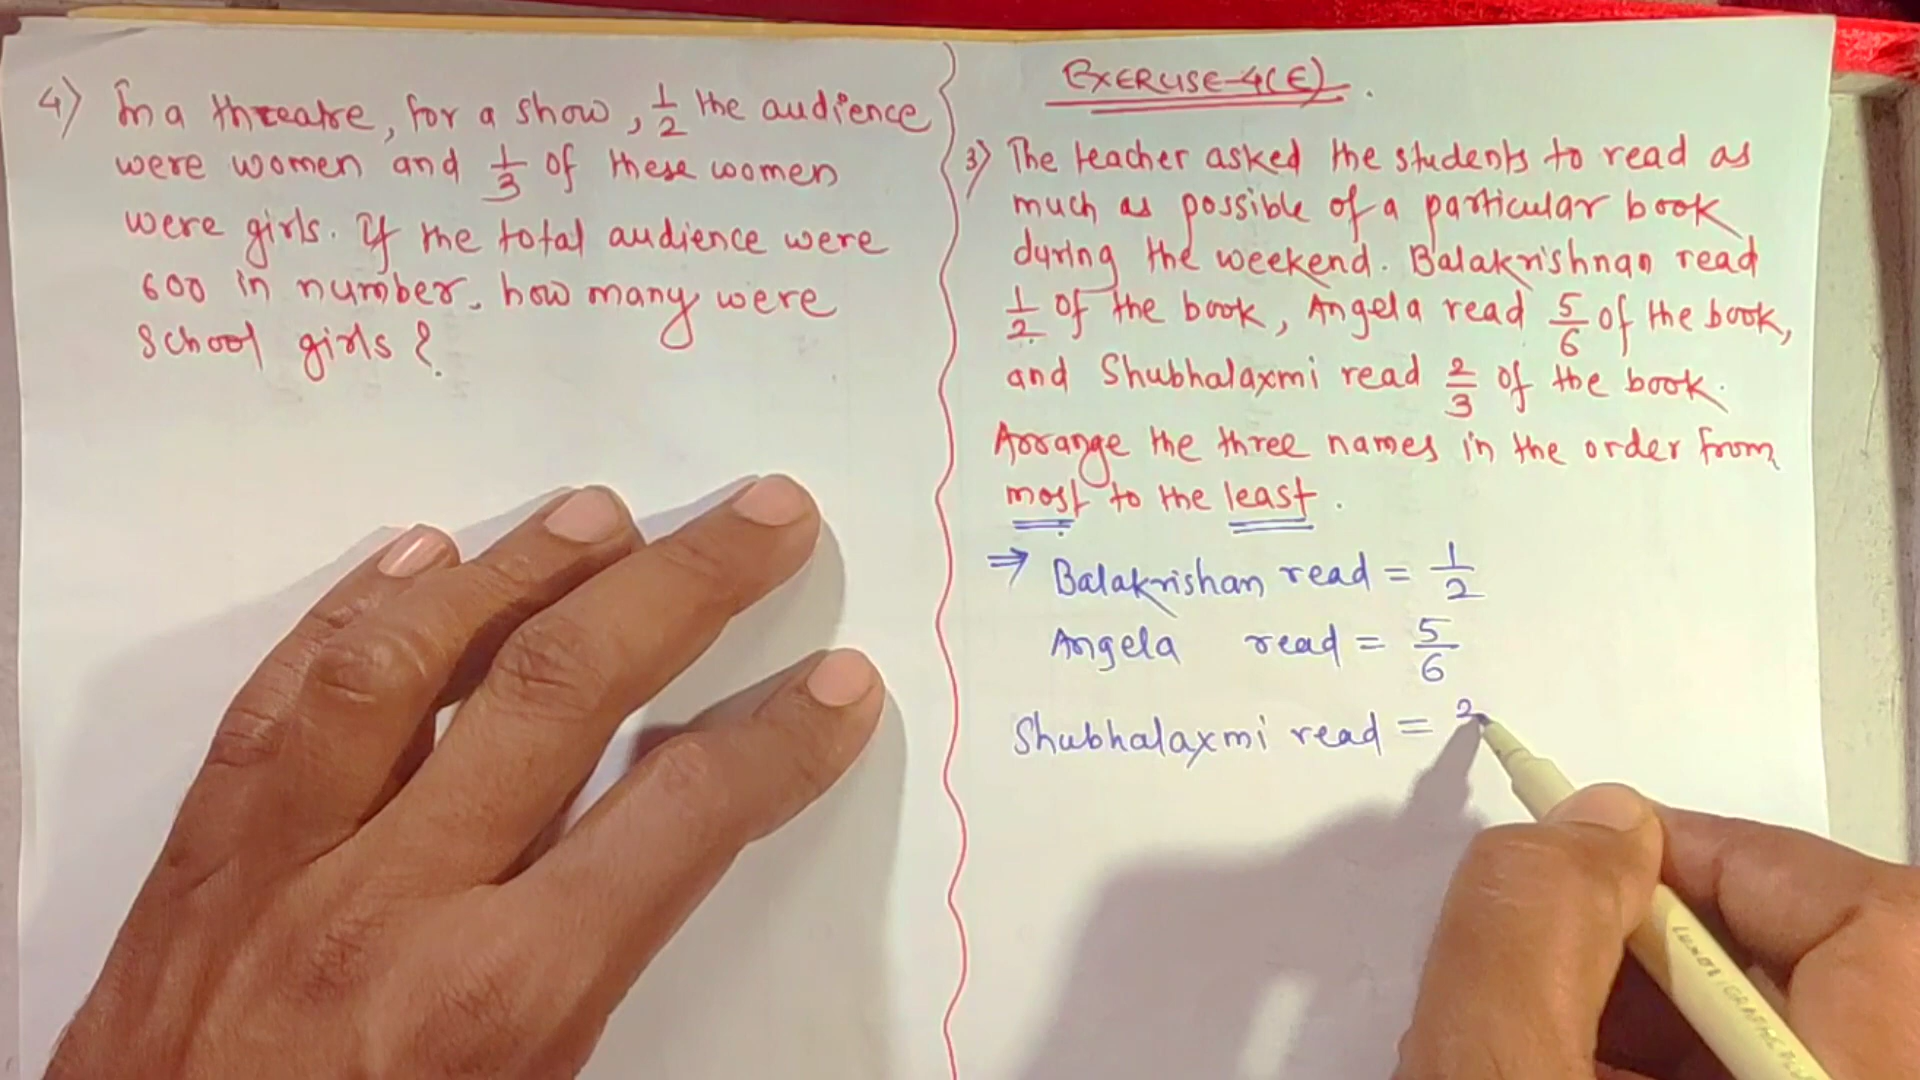 4) In a threatre, for a show, 1/2 the audience
were women and 1/3 of these women
were girls. If the total audience were
600 in number, how many were
School girls?
EXERCISE-4(E).
3) The teacher asked the students to read as
much as possible of a particular book
during the weekend. Balakrishnan read
1/2 of the book, Angela read 5/6 of the book,
and Shubhalaxmi read 2/3 of the book.
Arrange the three names in the order from
most to the least.
⇒ Balakrishan read = 1/2
Angela read = 5/6
Shubhalaxmi read = 2